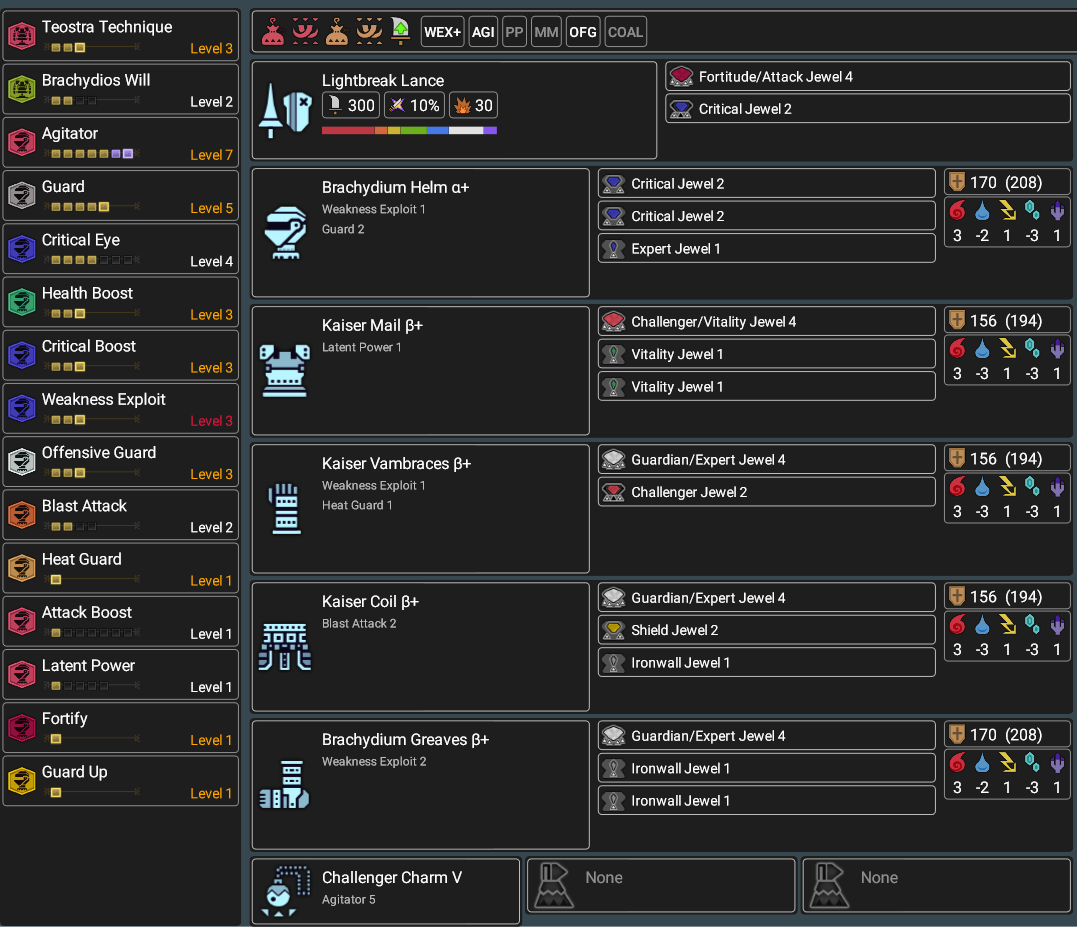 Teostra Technique
Level 3
Brachydios Will
Level 2
Agitator
Level 7
Guard
Level 5
Critical Eye
Level 4
Health Boost
Level 3
Critical Boost
Level 3
Weakness Exploit
Level 3
Offensive Guard
Level 3
Blast Attack
Level 2
Heat Guard
Level 1
Attack Boost
Level 1
Latent Power
Level 1
Fortify
Level 1
Guard Up
Level 1
WEX+ AGI PP MM OFG COAL
Lightbreak Lance
300 10% 30
Fortitude/Attack Jewel 4
Critical Jewel 2
Brachydium Helm α+
Weakness Exploit 1
Guard 2
Critical Jewel 2
Critical Jewel 2
Expert Jewel 1
170 (208)
3 -2 1 -3 1
Kaiser Mail β+
Latent Power 1
Challenger/Vitality Jewel 4
Vitality Jewel 1
Vitality Jewel 1
156 (194)
3 -3 1 -3 1
Kaiser Vambraces β+
Weakness Exploit 1
Heat Guard 1
Guardian/Expert Jewel 4
Challenger Jewel 2
156 (194)
3 -3 1 -3 1
Kaiser Coil β+
Blast Attack 2
Guardian/Expert Jewel 4
Shield Jewel 2
Ironwall Jewel 1
156 (194)
3 -3 1 -3 1
Brachydium Greaves β+
Weakness Exploit 2
Guardian/Expert Jewel 4
Ironwall Jewel 1
Ironwall Jewel 1
170 (208)
3 -2 1 -3 1
Challenger Charm V
Agitator 5
None
None